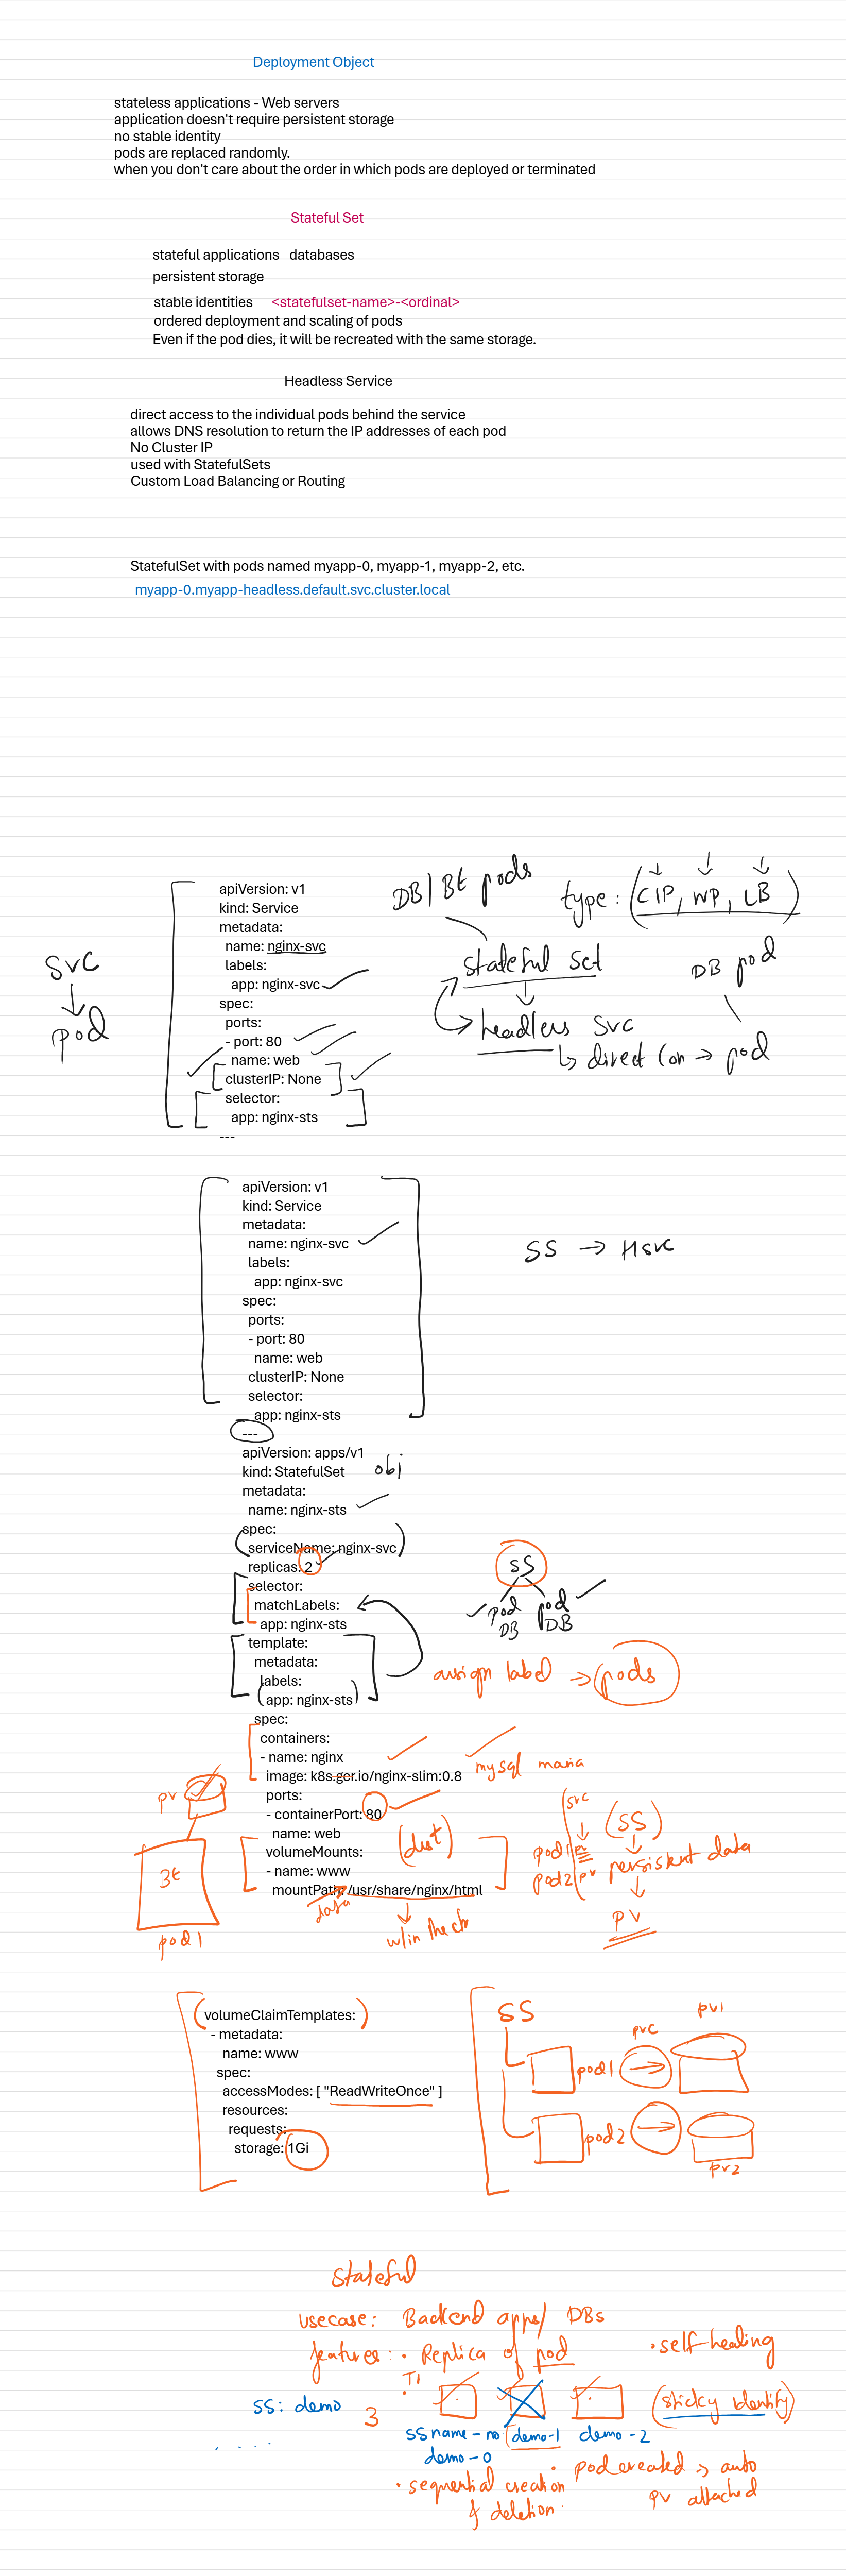 Deployment Object
stateless applications - Web servers
application doesn't require persistent storage
no stable identity
pods are replaced randomly.
when you don't care about the order in which pods are deployed or terminated
Stateful Set
stateful applications   databases
persistent storage
stable identities   <statefulset-name>-<ordinal>
ordered deployment and scaling of pods
Even if the pod dies, it will be recreated with the same storage.
Headless Service
direct access to the individual pods behind the service
allows DNS resolution to return the IP addresses of each pod
No Cluster IP
used with StatefulSets
Custom Load Balancing or Routing
StatefulSet with pods named myapp-0, myapp-1, myapp-2, etc.
myapp-0.myapp-headless.default.svc.cluster.local
apiVersion: v1
kind: Service
metadata:
name: nginx-svc
labels:
app: nginx-svc
spec:
ports:
- port: 80
name: web
clusterIP: None
selector:
app: nginx-sts
---
svc
pod
DB/BE pods
type: (CIP, NP, LB)
stateful set
DB pod
headless svc
direct con → pod
apiVersion: v1
kind: Service
metadata:
name: nginx-svc
labels:
app: nginx-svc
spec:
ports:
- port: 80
name: web
clusterIP: None
selector:
app: nginx-sts
---
SS → Hsvc
apiVersion: apps/v1
kind: StatefulSet
obj
metadata:
name: nginx-sts
spec:
serviceName: nginx-svc
replicas: 2
selector:
matchLabels:
app: nginx-sts
template:
metadata:
labels:
app: nginx-sts
spec:
containers:
- name: nginx
image: k8s.gcr.io/nginx-slim:0.8
ports:
- containerPort: 80
name: web
volumeMounts:
- name: www
mountPath: /usr/share/nginx/html
SS
pod pod
DB DB
assign label → pods
mysql maria
PV
BE
pod1
(dist)
data
w/in the
svc
(SS)
pod1
pod2 PV
persistent data
PV
volumeClaimTemplates:
- metadata:
name: www
spec:
accessModes: [ "ReadWriteOnce" ]
resources:
requests:
storage: 1Gi
SS
pod1
pvc
pv1
pod2
pv2
Stateful
usecase: Backend apps/ DBs
features: • Replica of pod
• self healing
SS: demo
3
(sticky identity)
SS name - no demo-1 demo-2
demo-0
• pod created → auto
PV attached
• sequential creation
& deletion.